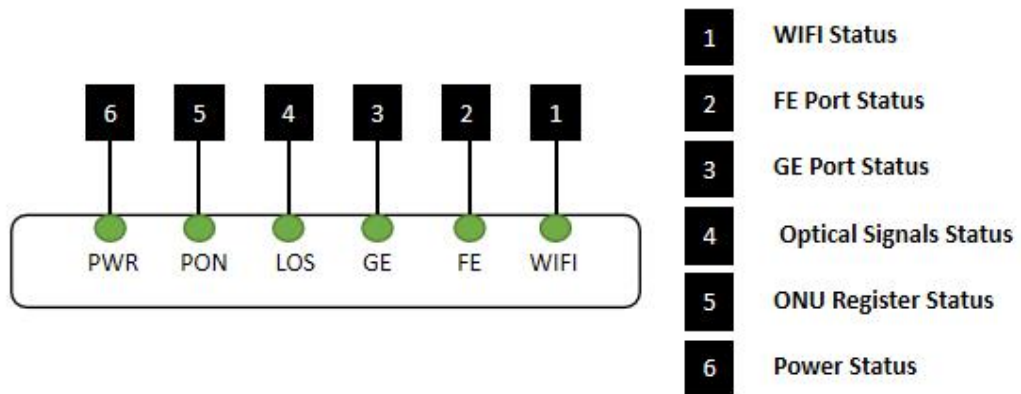 6 5 4 3 2 1
PWR PON LOS GE FE WIFI
1 WIFI Status
2 FE Port Status
3 GE Port Status
4 Optical Signals Status
5 ONU Register Status
6 Power Status